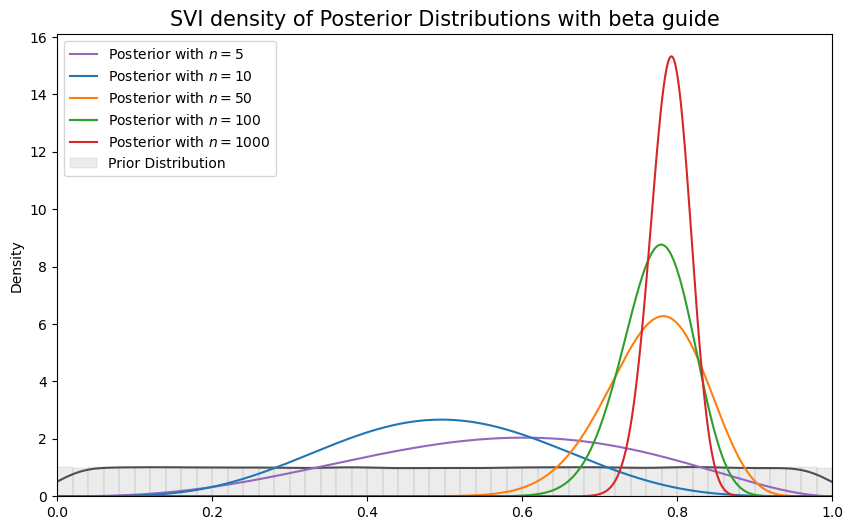 SVI density of Posterior Distributions with beta guide
16
14
12
10
8
6
4
2
0
Density
Posterior with n = 5
Posterior with n = 10
Posterior with n = 50
Posterior with n = 100
Posterior with n = 1000
Prior Distribution
0.0 0.2 0.4 0.6 0.8 1.0